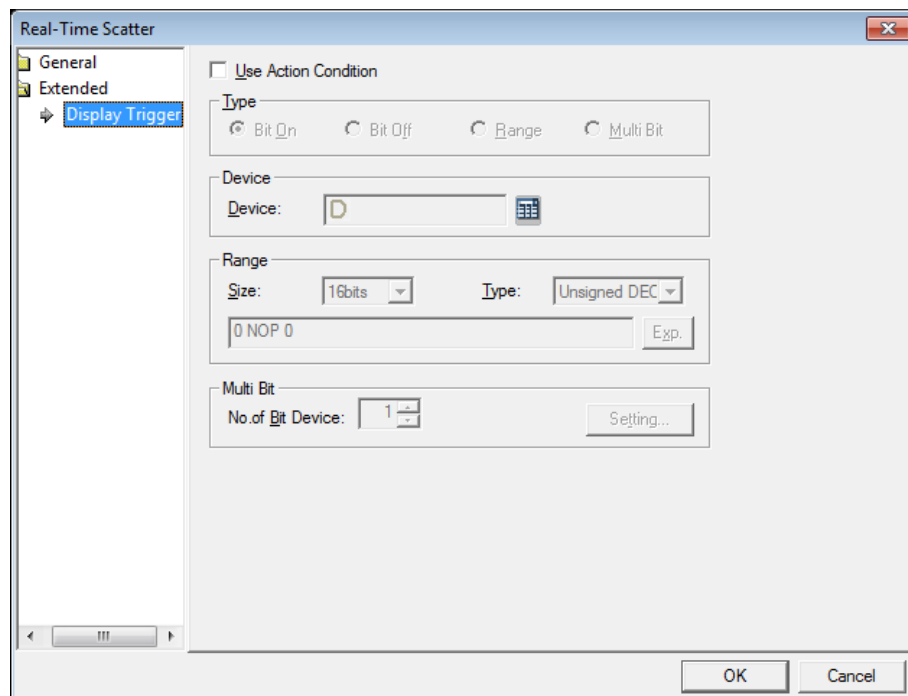 Real-Time Scatter
General
Extended
Display Trigger
Use Action Condition
Type
Bit On Bit Off Range Multi Bit
Device
Device: D
Range
Size: 16bits Type: Unsigned DEC
0 NOP 0 Exp.
Multi Bit
No.of Bit Device: 1 Setting...
OK Cancel